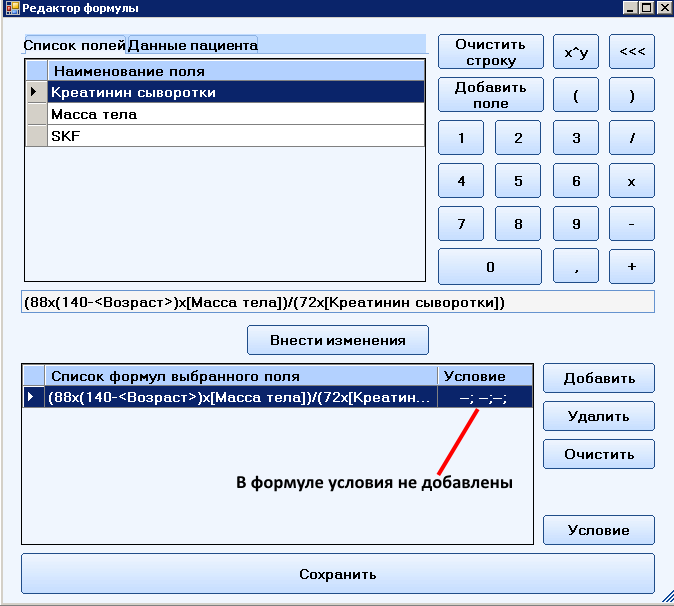 Редактор формулы
Список полей Данные пациента
Наименование поля
Креатинин сыворотки
Масса тела
SKF
Очистить
строку
x^y
<<<
Добавить
поле
(
)
1
2
3
/
4
5
6
x
7
8
9
-
0
,
+
(88x(140-<Возраст>)x[Масса тела])/(72x[Креатинин сыворотки])
Внести изменения
Список формул выбранного поля Условие
(88x(140-<Возраст>)x[Масса тела])/(72x[Креатин... –; –;–;
В формуле условия не добавлены
Добавить
Удалить
Очистить
Условие
Сохранить